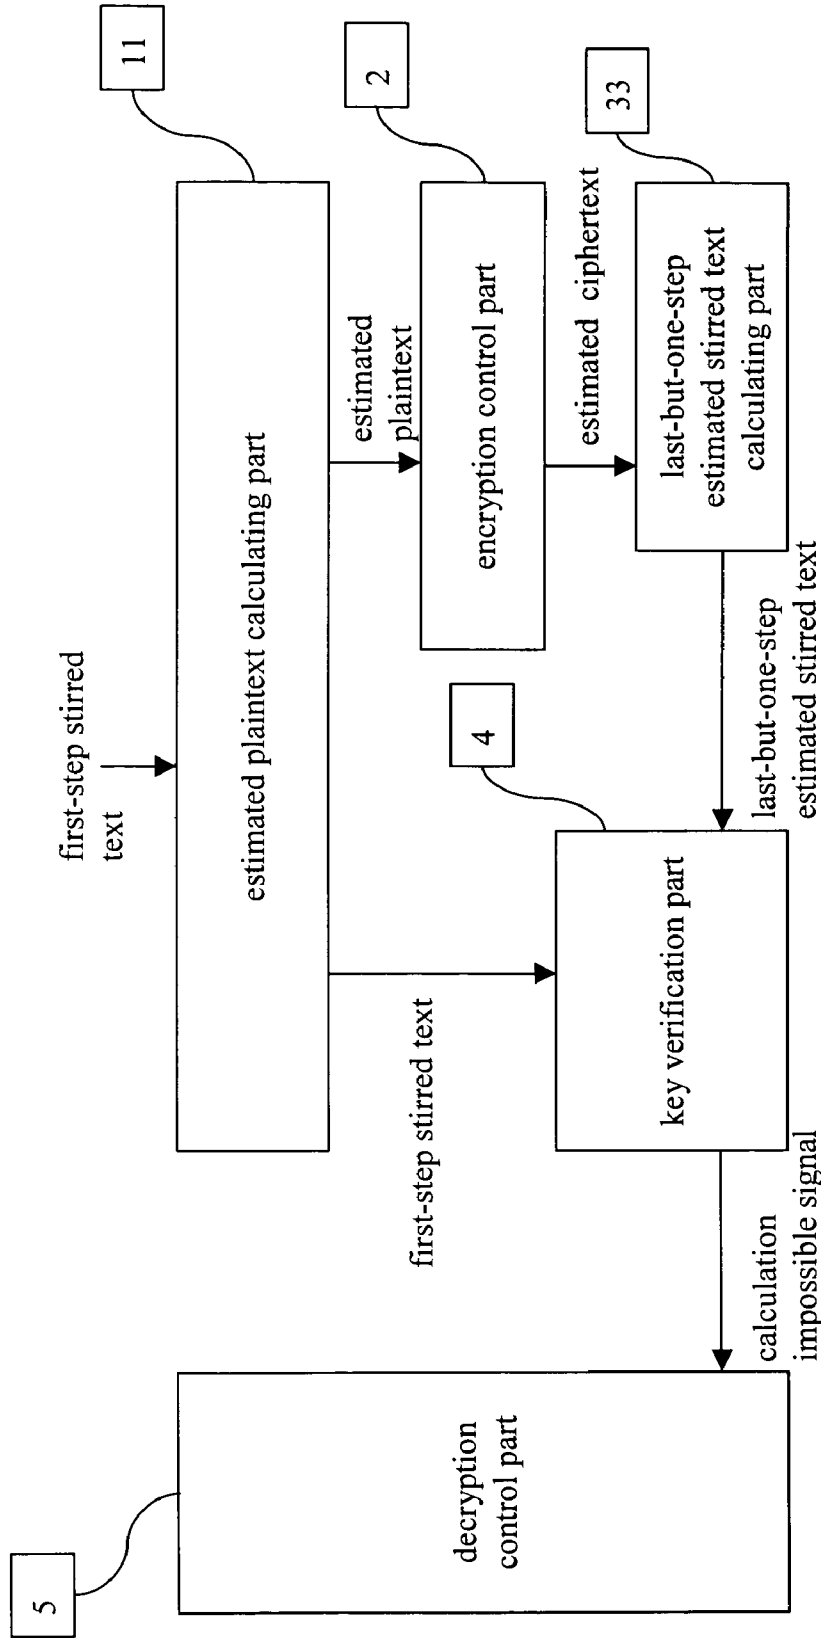 first-step stirred
text
11
estimated plaintext calculating part
first-step stirred text
estimated
plaintext
2
encryption control part
estimated ciphertext
33
last-but-one-step
estimated stirred text
calculating part
last-but-one-step
estimated stirred text
4
key verification part
calculation
impossible signal
5
decryption
control part